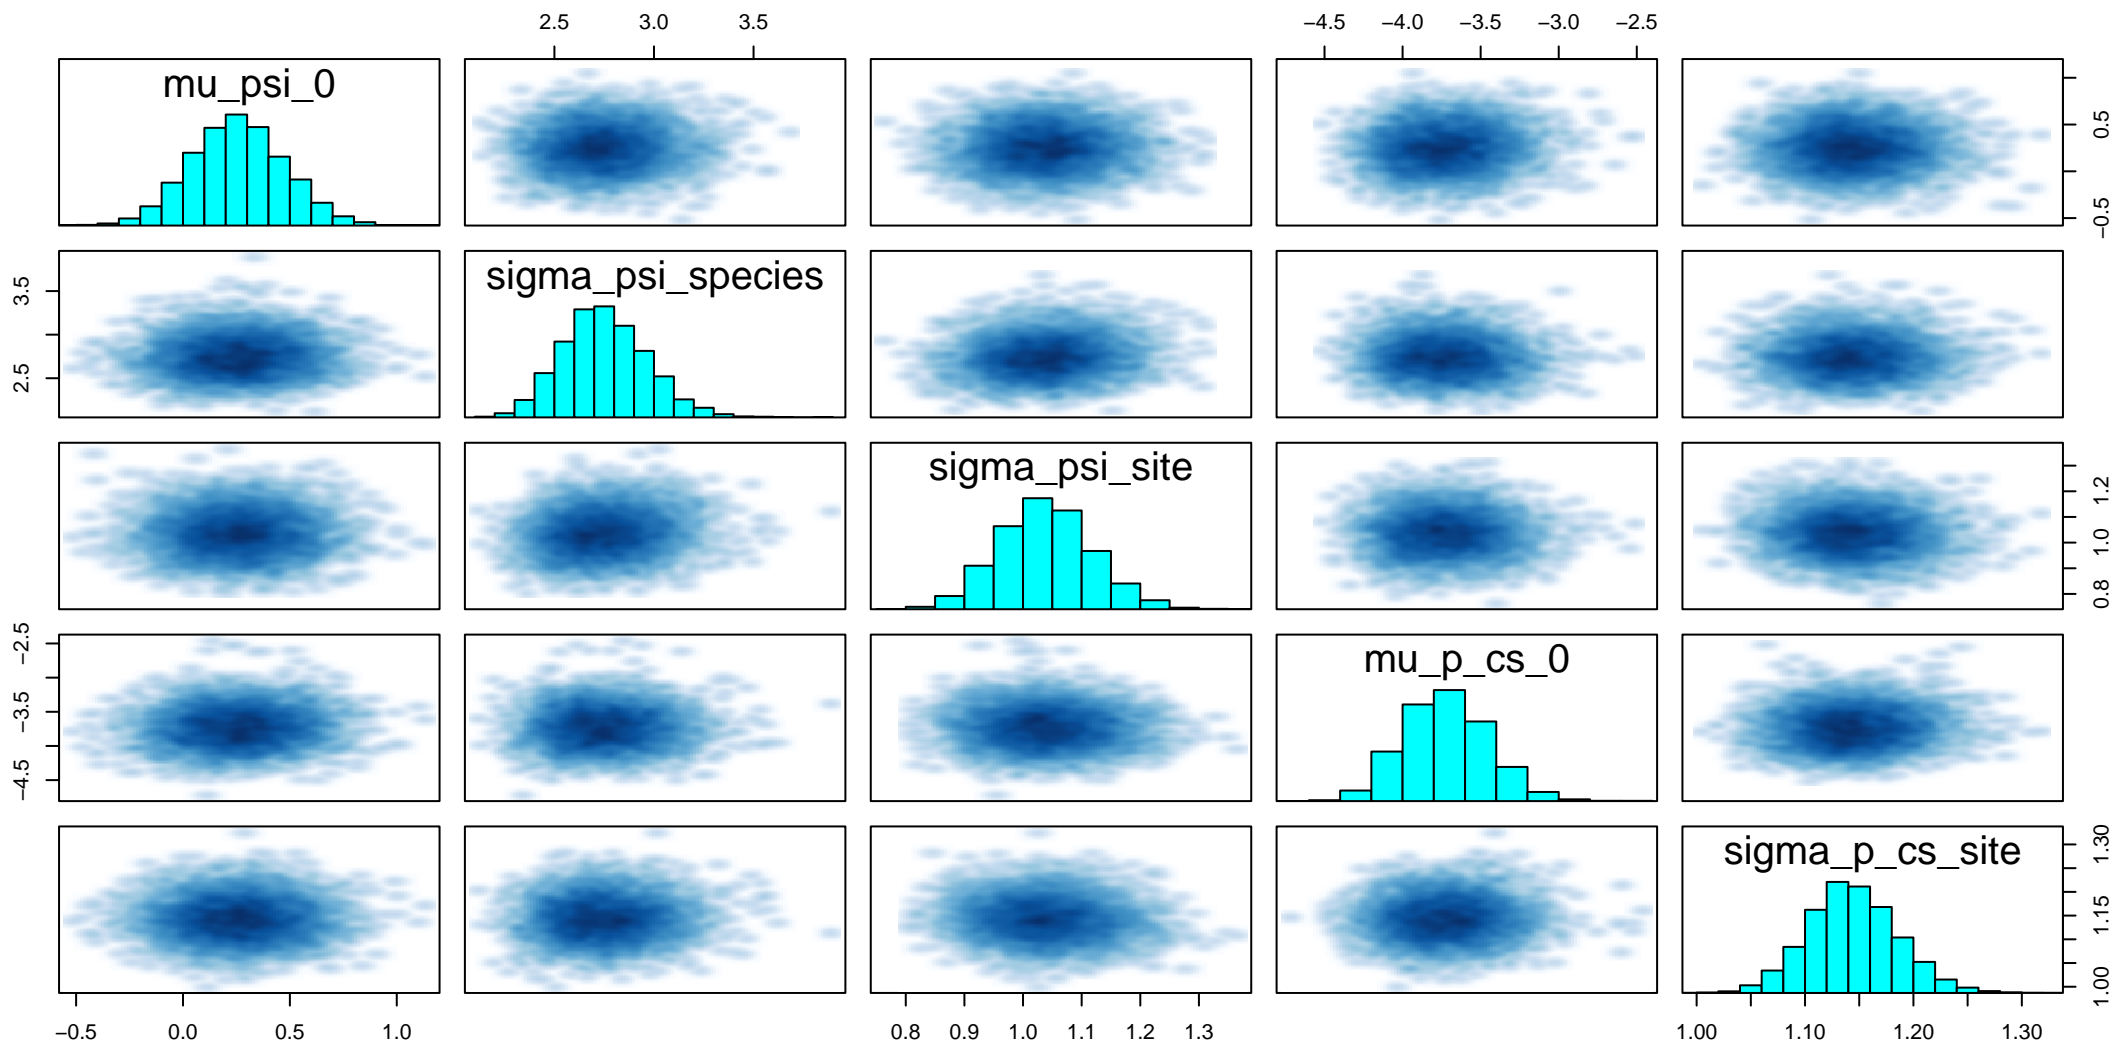 2.5 3.0 3.5 −4.5 −4.0 −3.5 −3.0 −2.5
mu_psi_0
−0.5 0.5
sigma_psi_species
2.5 3.5
sigma_psi_site
0.8 1.0 1.2
mu_p_cs_0
−4.5 −3.5 −2.5
sigma_p_cs_site
1.00 1.15 1.30
−0.5 0.0 0.5 1.0 0.8 0.9 1.0 1.1 1.2 1.3 1.00 1.10 1.20 1.30